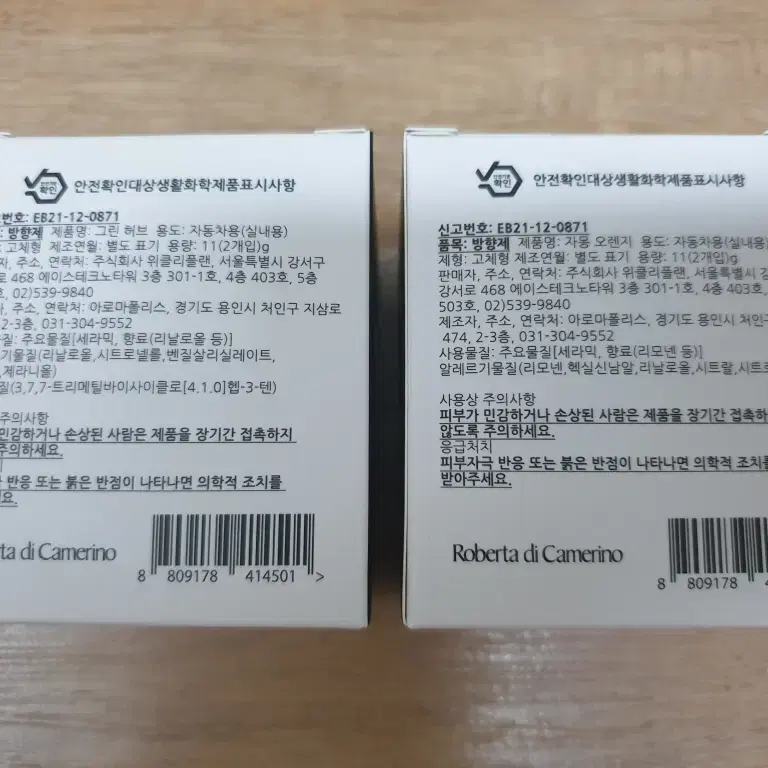 확인 안전확인대상생활화학제품표시사항
번호: EB21-12-0871
: 방향제 제품명: 그린 허브 용도: 자동차용(실내용)
: 고체형 제조연월: 별도 표기 용량: 11(2개입)g
자, 주소, 연락처: 주식회사 위클리플랜, 서울특별시 강서구
로 468 에이스테크노타워 3층 301-1호, 4층 403호, 5층
호, 02)539-9840
자, 주소, 연락처: 아로마폴리스, 경기도 용인시 처인구 지삼로
2-3층, 031-304-9552
질: 주요물질[세라믹, 향료(리날로올 등)]
기물질(리날로올,시트로넬롤,벤질살리실레이트,
,제라니올)
질(3,7,7-트리메틸바이사이클로[4.1.0]헵-3-텐)
주의사항
민감하거나 손상된 사람은 제품을 장기간 접촉하지
주의하세요.
반응 또는 붉은 반점이 나타나면 의학적 조치를
요.
ta di Camerino
8 809178 414501 >
확인 안전확인대상생활화학제품표시사항
신고번호: EB21-12-0871
품목: 방향제 제품명: 자몽 오렌지 용도: 자동차용(실내용)
제형: 고체형 제조연월: 별도 표기 용량: 11(2개입)g
판매자, 주소, 연락처: 주식회사 위클리플랜, 서울특별시 강
강서로 468 에이스테크노타워 3층 301-1호, 4층 403호,
503호, 02)539-9840
제조자, 주소, 연락처: 아로마폴리스, 경기도 용인시 처인구
474, 2-3층, 031-304-9552
사용물질: 주요물질[세라믹, 향료(리모넨 등)]
알레르기물질(리모넨,헥실신남알,리날로올,시트랄,시트로
사용상 주의사항
피부가 민감하거나 손상된 사람은 제품을 장기간 접촉하
않도록 주의하세요.
응급처치
피부자극 반응 또는 붉은 반점이 나타나면 의학적 조치를
받아주세요.
Roberta di Camerino
8 809178 4